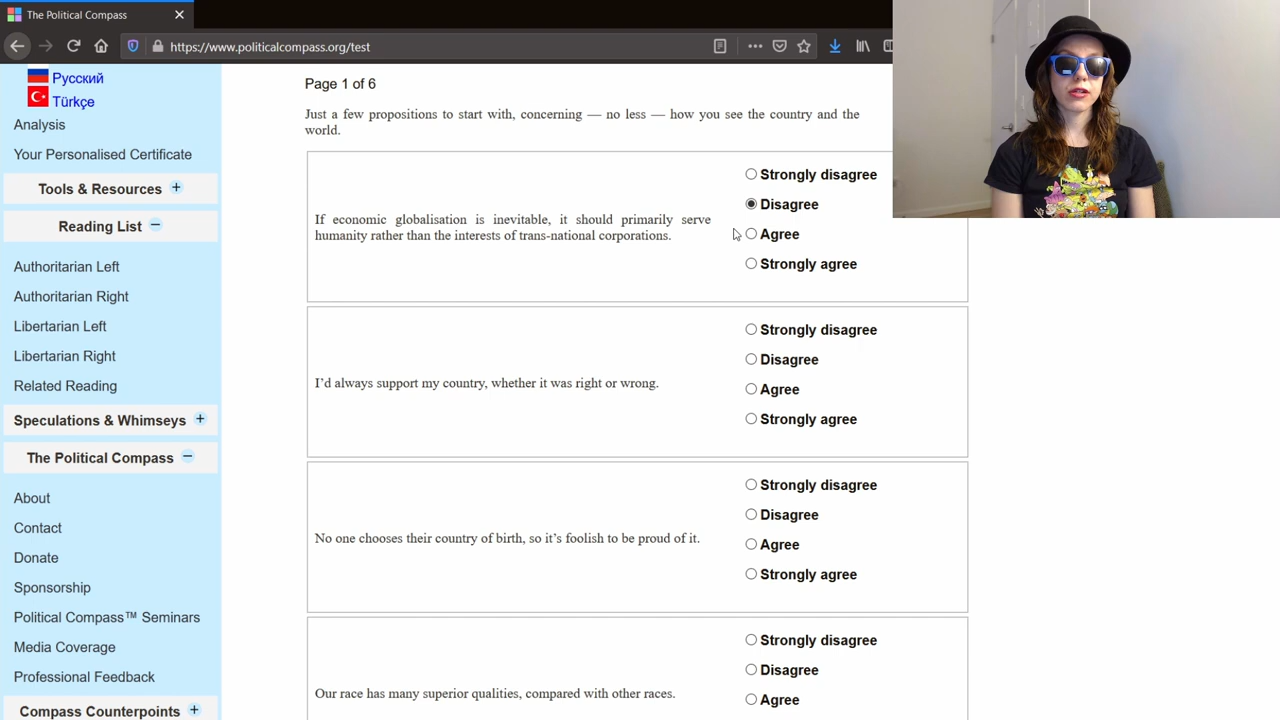 The Political Compass
https://www.politicalcompass.org/test
Русский
Türkçe
Analysis
Your Personalised Certificate
Tools & Resources +
Reading List −
Authoritarian Left
Authoritarian Right
Libertarian Left
Libertarian Right
Related Reading
Speculations & Whimseys +
The Political Compass −
About
Contact
Donate
Sponsorship
Political Compass™ Seminars
Media Coverage
Professional Feedback
Compass Counterpoints +
Page 1 of 6
Just a few propositions to start with, concerning — no less — how you see the country and the
world.
If economic globalisation is inevitable, it should primarily serve
humanity rather than the interests of trans-national corporations.
Strongly disagree
Disagree
Agree
Strongly agree
I’d always support my country, whether it was right or wrong.
Strongly disagree
Disagree
Agree
Strongly agree
No one chooses their country of birth, so it’s foolish to be proud of it.
Strongly disagree
Disagree
Agree
Strongly agree
Our race has many superior qualities, compared with other races.
Strongly disagree
Disagree
Agree